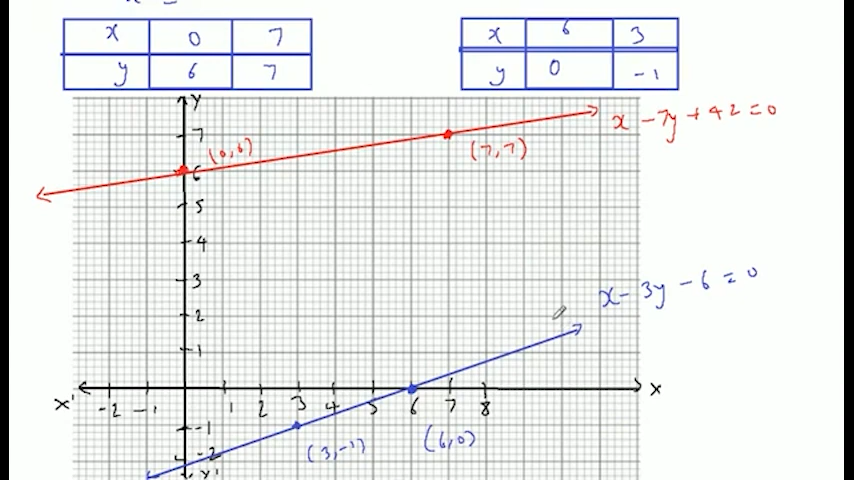 x 0 7
y 6 7
x 6 3
y 0 -1
y
7
(0,6)
(7,7)
x - 7y + 42 = 0
6
5
4
3
x - 3y - 6 = 0
2
1
x' -2 -1 1 2 3 4 5 6 7 8 x
-1
(3,-1) (6,0)
-2
y'